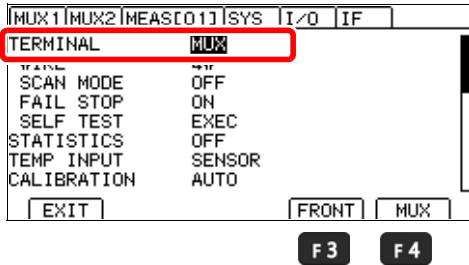 MUX1 MUX2 MEAS[01] SYS I/O IF
TERMINAL MUX
SCAN MODE OFF
FAIL STOP ON
SELF TEST EXEC
STATISTICS OFF
TEMP INPUT SENSOR
CALIBRATION AUTO
EXIT FRONT MUX
F3 F4